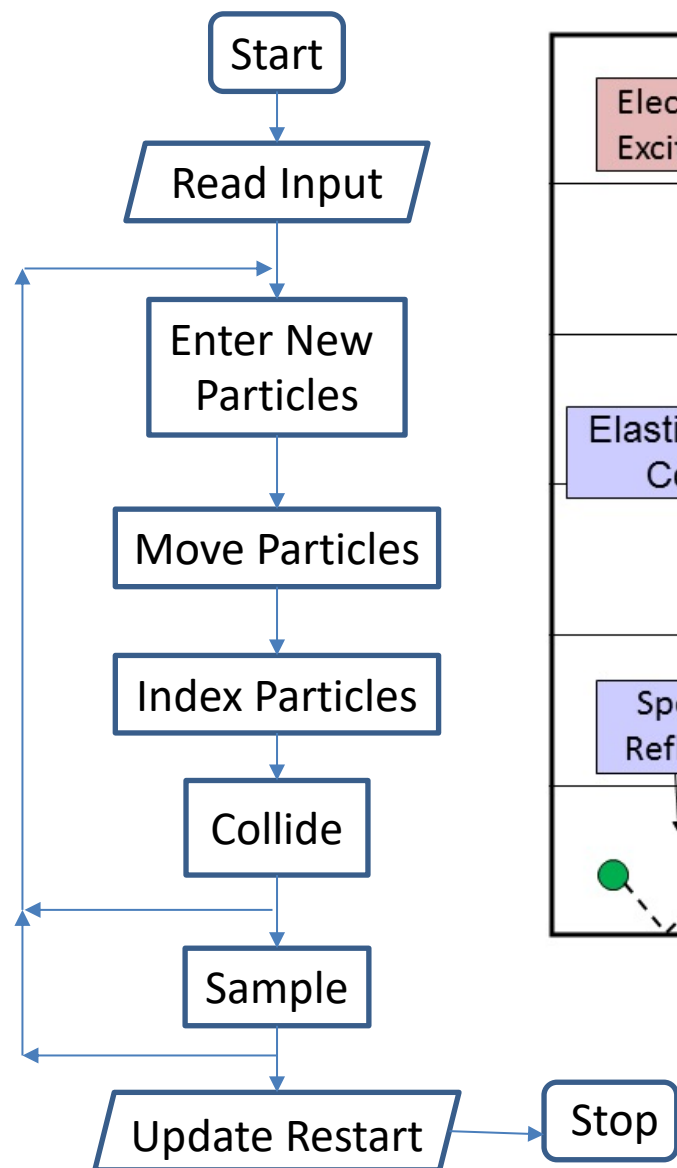 Start
Read Input
Enter New
Particles
Move Particles
Index Particles
Collide
Sample
Update Restart
Stop